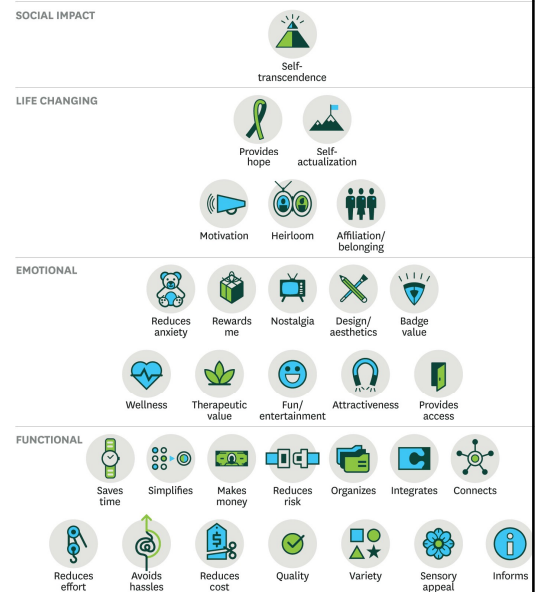 SOCIAL IMPACT
Self-
transcendence
LIFE CHANGING
Provides
hope
Self-
actualization
Motivation
Heirloom
Affiliation/
belonging
EMOTIONAL
Reduces
anxiety
Rewards
me
Nostalgia
Design/
aesthetics
Badge
value
Wellness
Therapeutic
value
Fun/
entertainment
Attractiveness
Provides
access
FUNCTIONAL
Saves
time
Simplifies
Makes
money
Reduces
risk
Organizes
Integrates
Connects
Reduces
effort
Avoids
hassles
$
Reduces
cost
Quality
Variety
Sensory
appeal
i
Informs